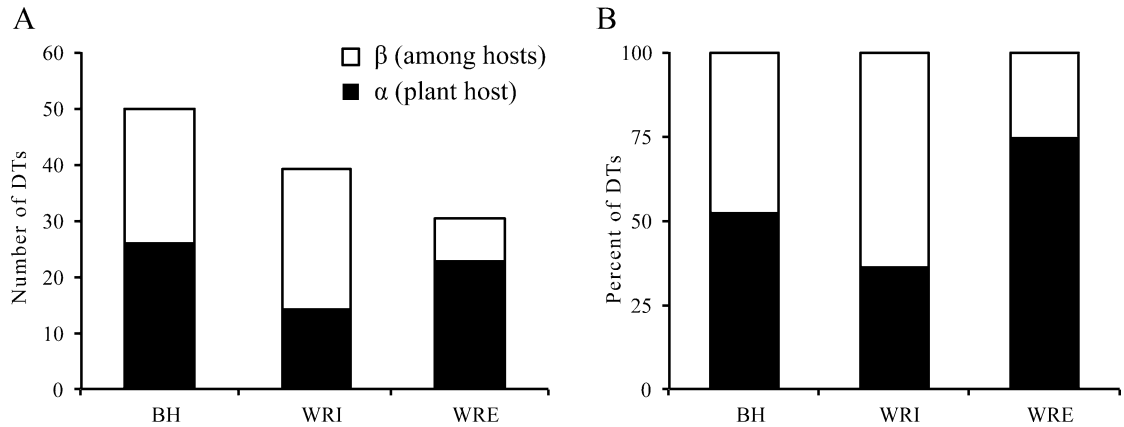 A
Number of DTs
60
50
40
30
20
10
0
β (among hosts)
α (plant host)
BH
WRI
WRE
B
Percent of DTs
100
75
50
25
0
BH
WRI
WRE